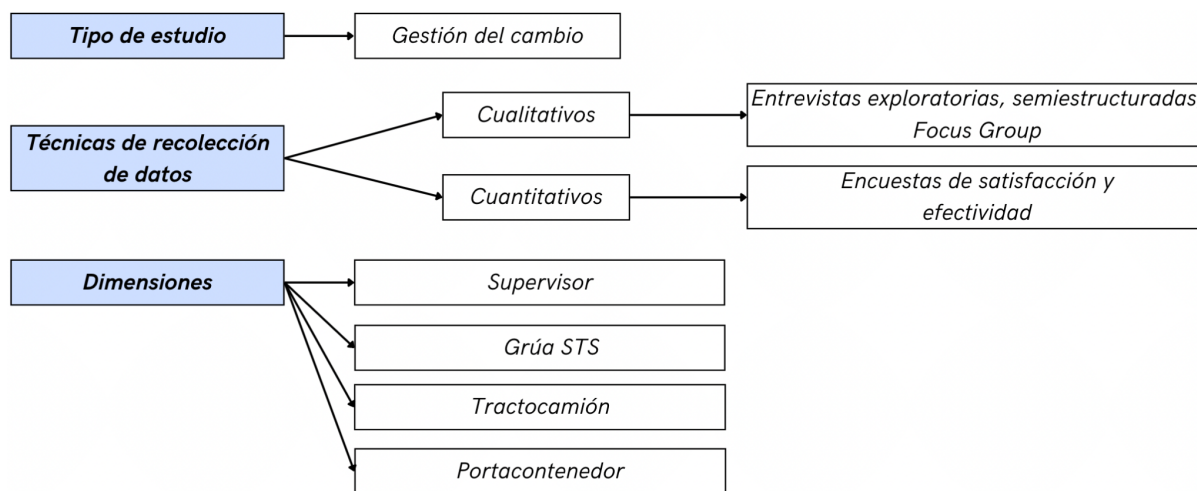 Tipo de estudio
Gestión del cambio
Técnicas de recolección
de datos
Cualitativos
Entrevistas exploratorias, semiestructuradas
Focus Group
Cuantitativos
Encuestas de satisfacción y
efectividad
Dimensiones
Supervisor
Grúa STS
Tractocamión
Portacontenedor